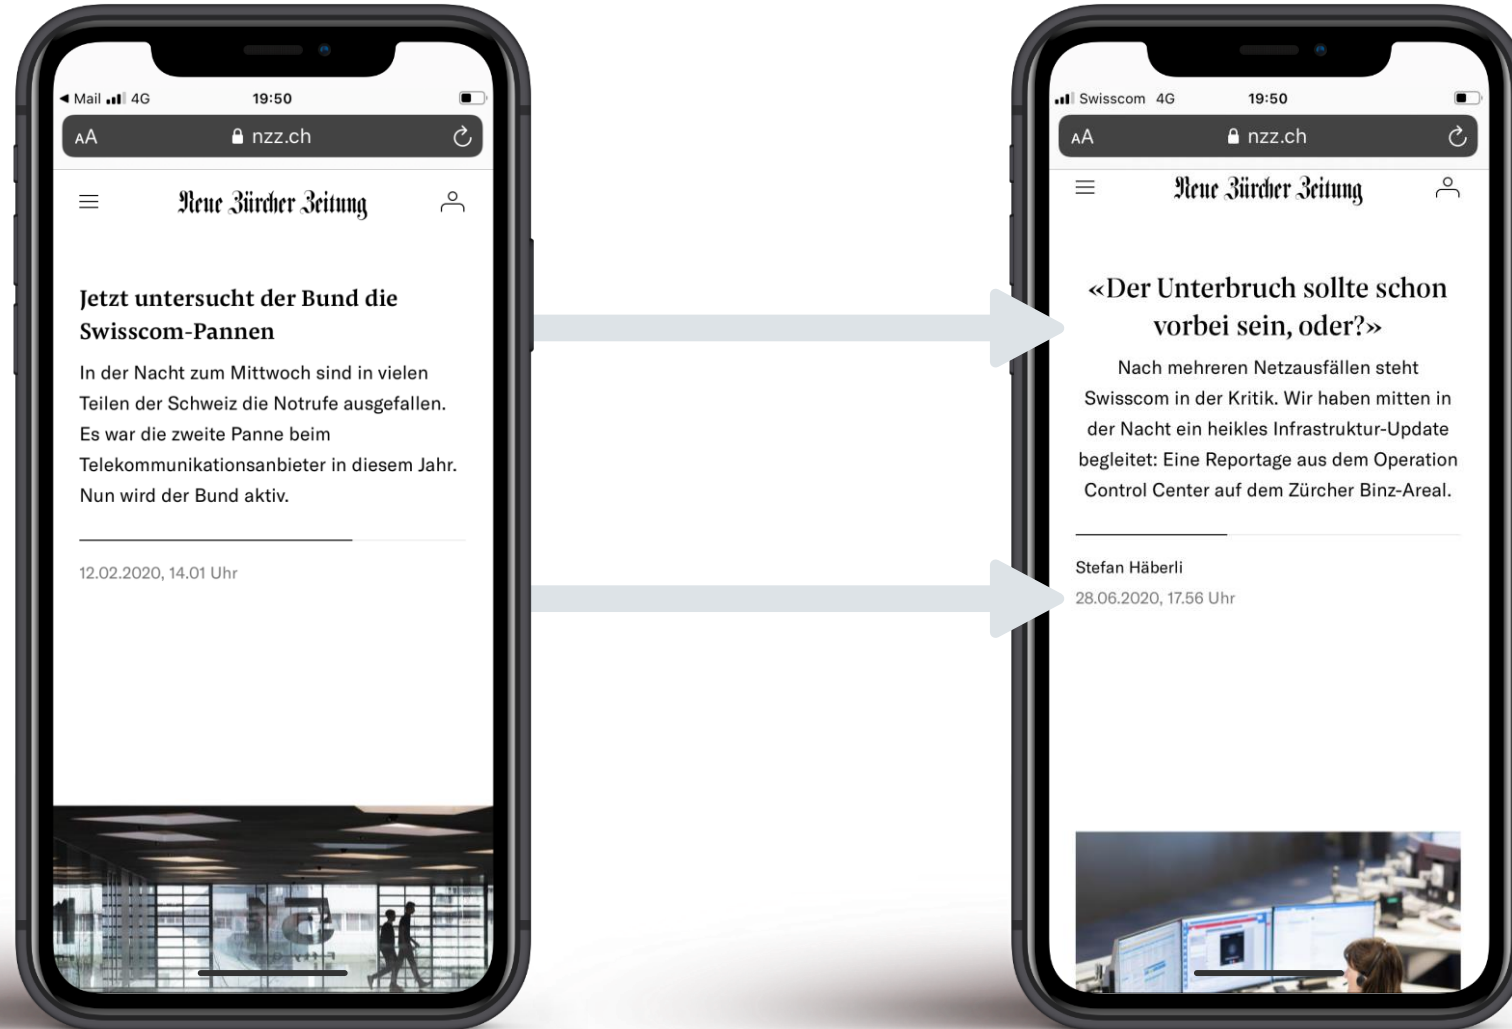 Mail 4G 19:50
AA nzz.ch
Neue Zürcher Zeitung
Jetzt untersucht der Bund die
Swisscom-Pannen
In der Nacht zum Mittwoch sind in vielen
Teilen der Schweiz die Notrufe ausgefallen.
Es war die zweite Panne beim
Telekommunikationsanbieter in diesem Jahr.
Nun wird der Bund aktiv.
12.02.2020, 14.01 Uhr
Swisscom 4G 19:50
AA nzz.ch
Neue Zürcher Zeitung
«Der Unterbruch sollte schon
vorbei sein, oder?»
Nach mehreren Netzausfällen steht
Swisscom in der Kritik. Wir haben mitten in
der Nacht ein heikles Infrastruktur-Update
begleitet: Eine Reportage aus dem Operation
Control Center auf dem Zürcher Binz-Areal.
Stefan Häberli
28.06.2020, 17.56 Uhr